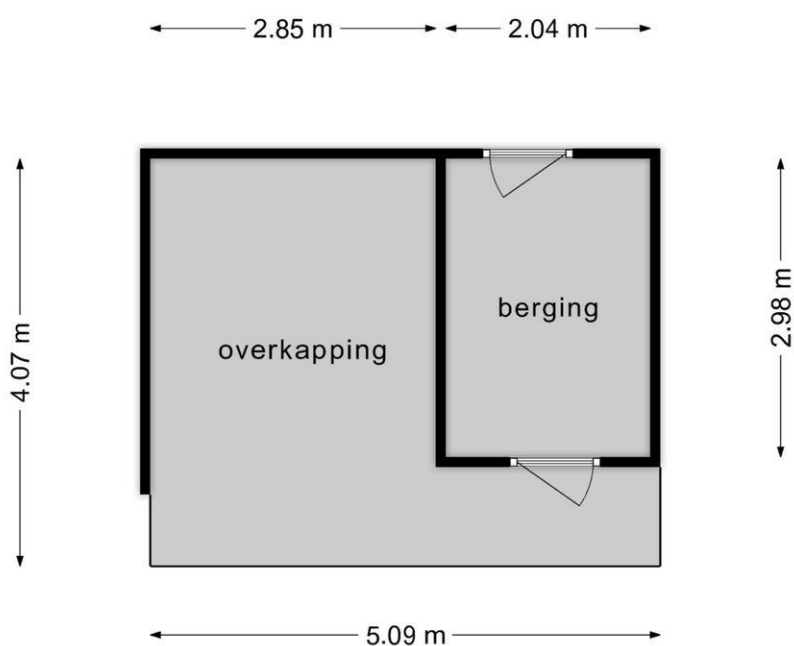 2.85 m
2.04 m
4.07 m
overkapping
berging
2.98 m
5.09 m